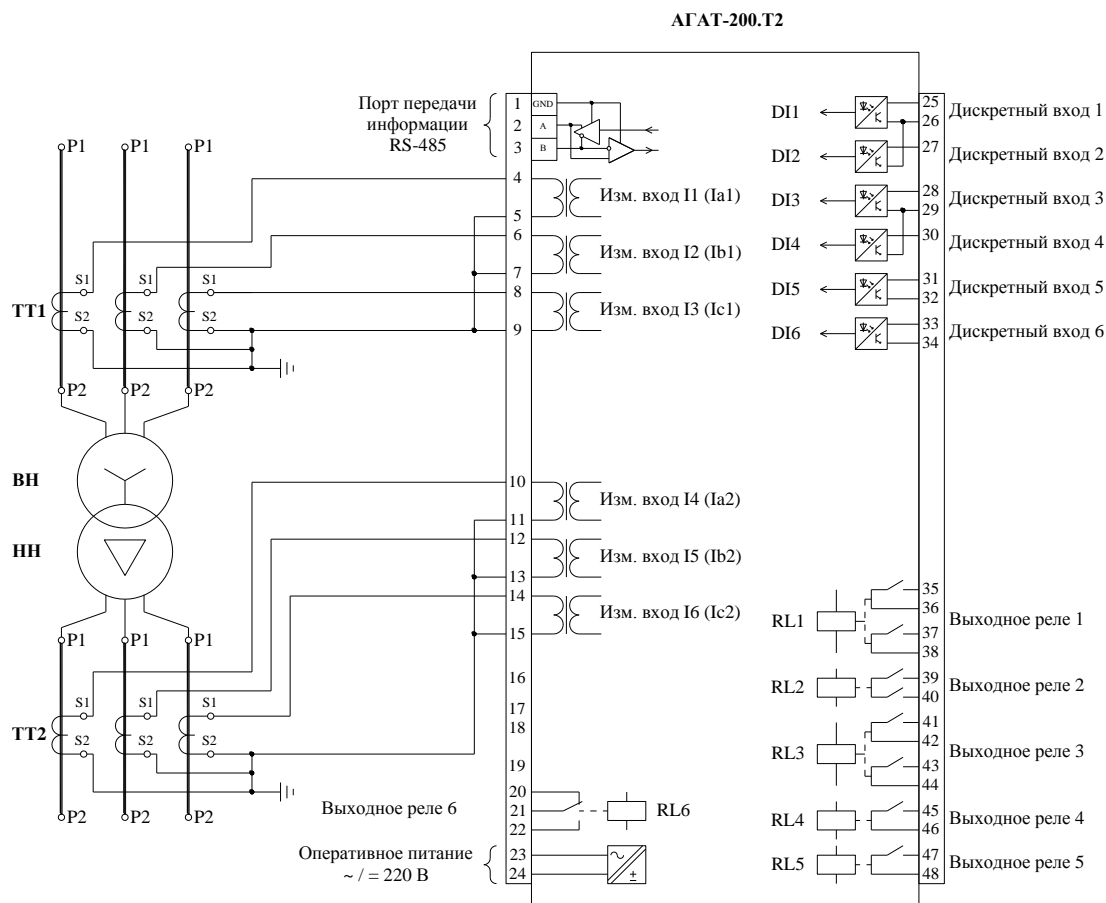 АГАТ-200.Т2
Порт передачи
информации
RS-485
1 GND
2 A
3 B
4
5
6
7
8
9
Изм. вход I1 (Ia1)
Изм. вход I2 (Ib1)
Изм. вход I3 (Ic1)
P1 P1 P1
ТТ1
S1 S1 S1
S2 S2 S2
P2 P2 P2
ВН
НН
10
11
12
13
14
15
16
17
18
19
20
21
22
23
24
Изм. вход I4 (Ia2)
Изм. вход I5 (Ib2)
Изм. вход I6 (Ic2)
P1 P1 P1
ТТ2
S1 S1 S1
S2 S2 S2
P2 P2 P2
Выходное реле 6
RL6
Оперативное питание
~ / = 220 В
~
±
DI1 25 Дискретный вход 1
26
DI2 27 Дискретный вход 2
DI3 28 Дискретный вход 3
29
DI4 30 Дискретный вход 4
DI5 31 Дискретный вход 5
32
DI6 33 Дискретный вход 6
34
RL1 35
36 Выходное реле 1
37
38
RL2 39 Выходное реле 2
40
RL3 41
42 Выходное реле 3
43
44
RL4 45 Выходное реле 4
46
RL5 47 Выходное реле 5
48